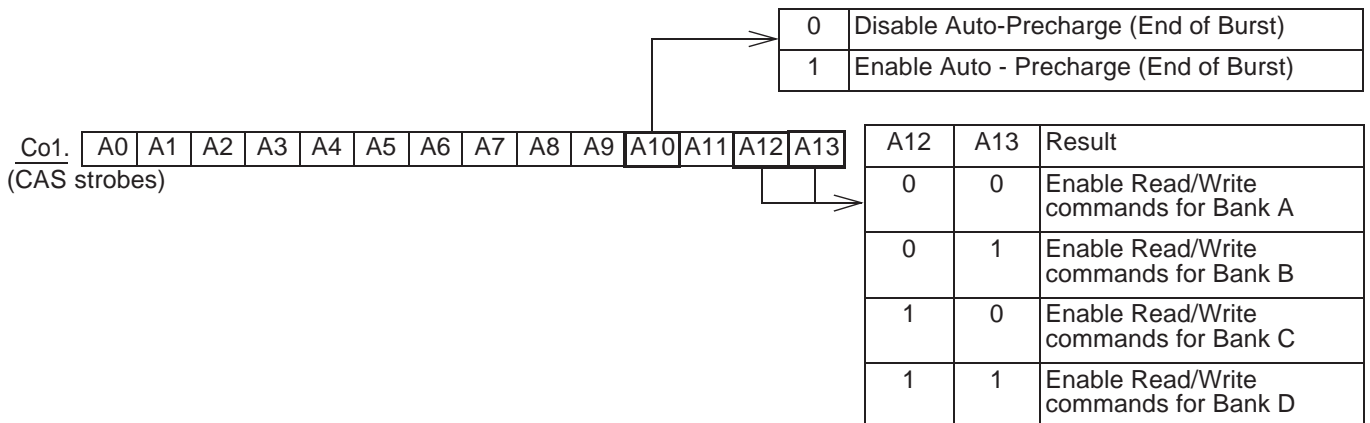 0 Disable Auto-Precharge (End of Burst)
1 Enable Auto - Precharge (End of Burst)
Co1. A0 A1 A2 A3 A4 A5 A6 A7 A8 A9 A10 A11 A12 A13
(CAS strobes)
A12 A13 Result
0 0 Enable Read/Write
commands for Bank A
0 1 Enable Read/Write
commands for Bank B
1 0 Enable Read/Write
commands for Bank C
1 1 Enable Read/Write
commands for Bank D